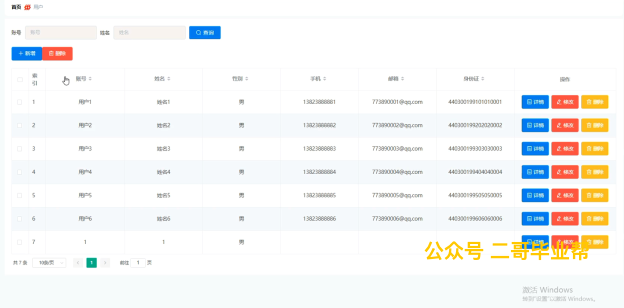 首页 用户
账号 账号 姓名 姓名 查询
新增 删除
索引 账号 姓名 性别 手机 邮箱 身份证 操作
1 用户1 姓名1 男 13823888881 773890001@qq.com 440300199101010001 详情 修改 删除
2 用户2 姓名2 男 13823888882 773890002@qq.com 440300199202020002 详情 修改 删除
3 用户3 姓名3 男 13823888883 773890003@qq.com 440300199303030003 详情 修改 删除
4 用户4 姓名4 男 13823888884 773890004@qq.com 440300199404040004 详情 修改 删除
5 用户5 姓名5 男 13823888885 773890005@qq.com 440300199505050005 详情 修改 删除
6 用户6 姓名6 男 13823888886 773890006@qq.com 440300199606060006 详情 修改 删除
7 1 1 男
公众号 二哥毕业帮
共 7 条 10条/页 1 前往 1 页
激活 Windows
转到"设置"以激活 Windows。